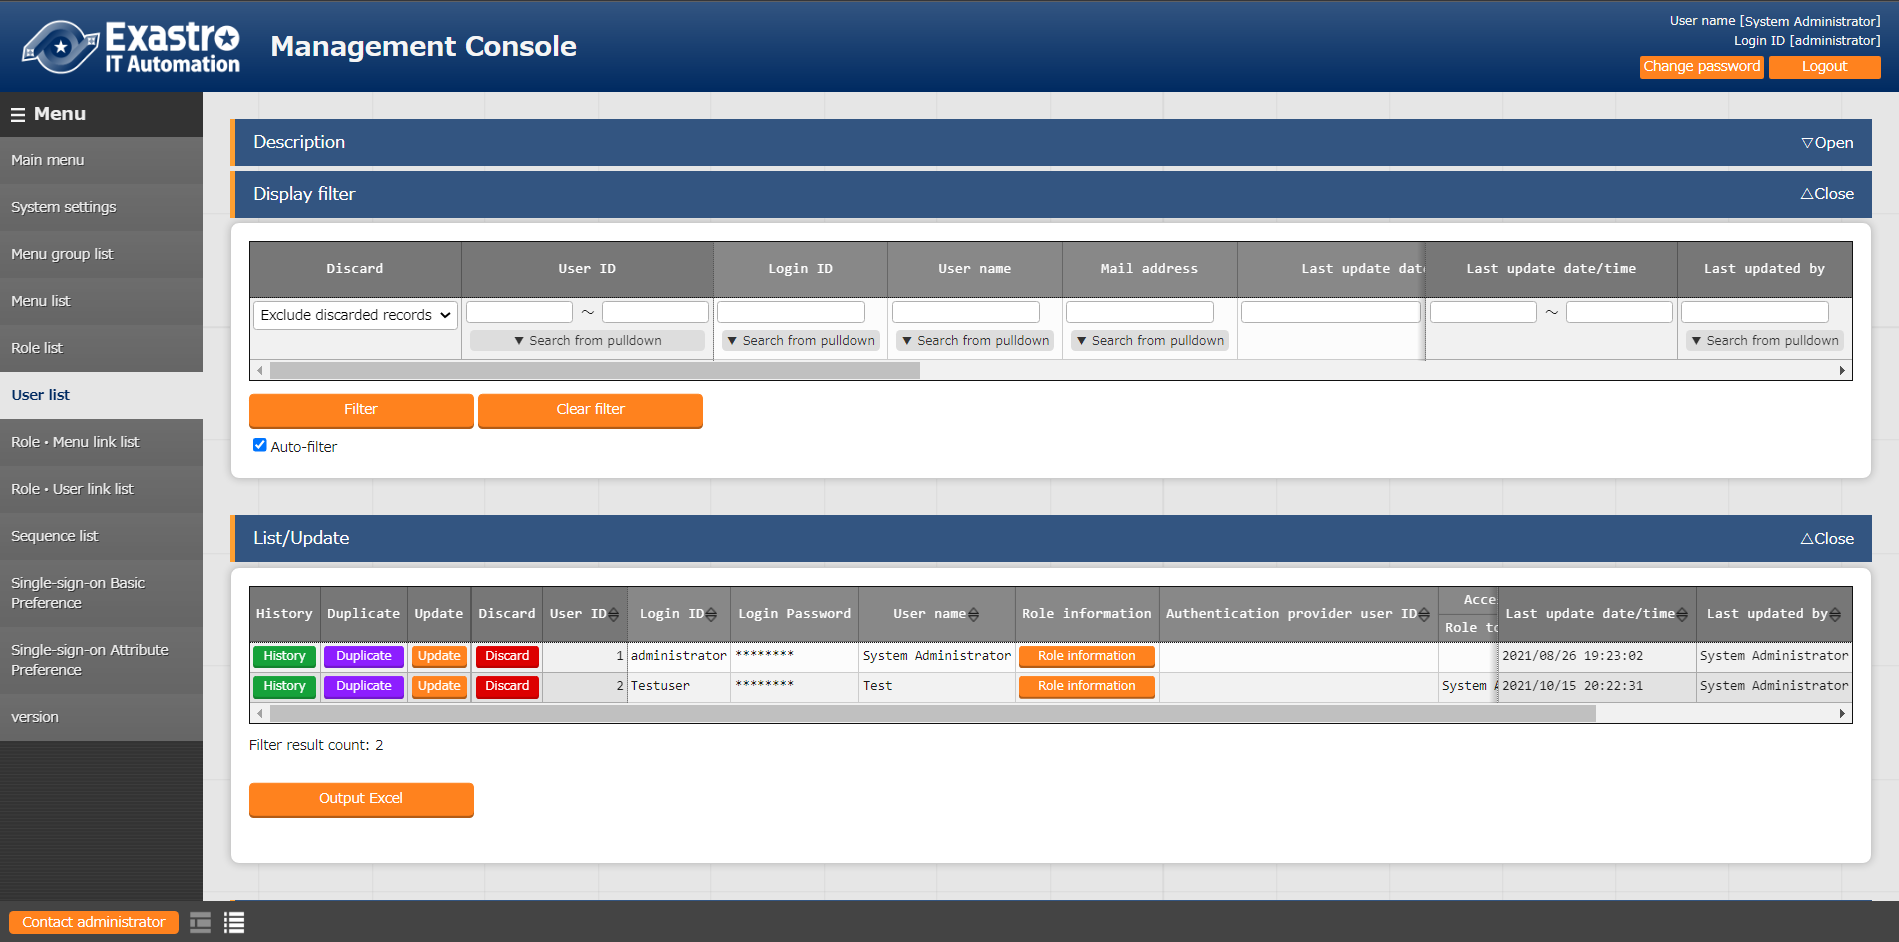 Exastro
IT Automation
Management Console
User name [System Administrator]
Login ID [administrator]
Change password
Logout
Menu
Main menu
System settings
Menu group list
Menu list
Role list
User list
Role・Menu link list
Role・User link list
Sequence list
Single-sign-on Basic
Preference
Single-sign-on Attribute
Preference
version
Description
▽Open
Display filter
△Close
Discard User ID Login ID User name Mail address Last update date Last update date/time Last updated by
Exclude discarded records ~ ~
▼ Search from pulldown ▼ Search from pulldown ▼ Search from pulldown ▼ Search from pulldown ▼ Search from pulldown
Filter
Clear filter
Auto-filter
List/Update
△Close
History Duplicate Update Discard User ID Login ID Login Password User name Role information Authentication provider user ID Acce Last update date/time Last updated by
Role to
History Duplicate Update Discard 1 administrator ******** System Administrator Role information 2021/08/26 19:23:02 System Administrator
History Duplicate Update Discard 2 Testuser ******** Test Role information System A 2021/10/15 20:22:31 System Administrator
Filter result count: 2
Output Excel
Contact administrator